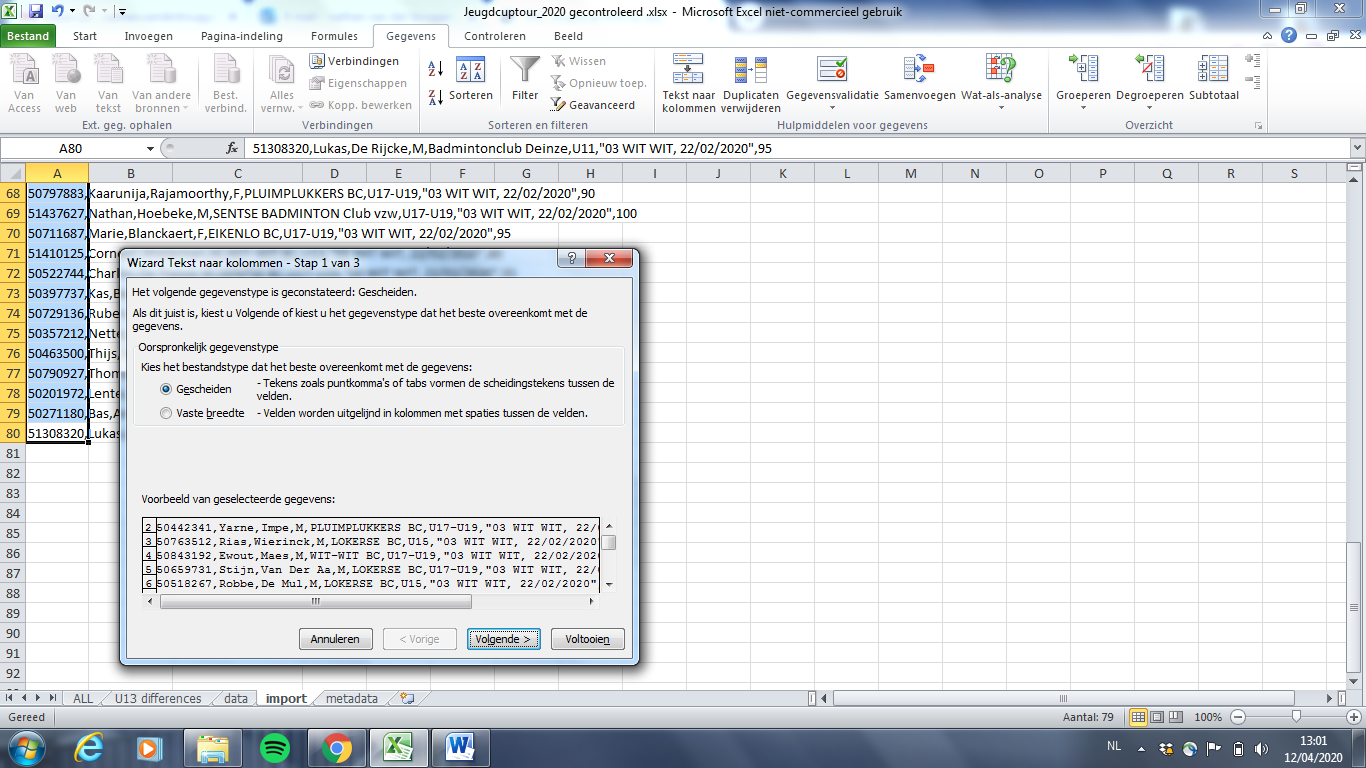 Jeugdcuptour_2020 gecontroleerd .xlsx - Microsoft Excel niet-commercieel gebruik
Bestand Start Invoegen Pagina-indeling Formules Gegevens Controleren Beeld
Van Access
Van web
Van tekst
Van andere bronnen
Best. verbind.
Alles vernw.
Verbindingen
Eigenschappen
Kopp. bewerken
Sorteren
Filter
Wissen
Opnieuw toep.
Geavanceerd
Tekst naar kolommen
Duplicaten verwijderen
Gegevensvalidatie
Samenvoegen
Wat-als-analyse
Groeperen
Degroeperen
Subtotaal
Ext. geg. ophalen Verbindingen Sorteren en filteren Hulpmiddelen voor gegevens Overzicht
A80 fx 51308320,Lukas,De Rijcke,M,Badmintonclub Deinze,U11,"03 WIT WIT, 22/02/2020",95
A B C D E F G H I J K L M N O P Q R S
68 50797883,Kaarunija,Rajamoorthy,F,PLUIMPLUKKERS BC,U17-U19,"03 WIT WIT, 22/02/2020",90
69 51437627,Nathan,Hoebeke,M,SENTSE BADMINTON Club vzw,U17-U19,"03 WIT WIT, 22/02/2020",100
70 50711687,Marie,Blanckaert,F,EIKENLO BC,U17-U19,"03 WIT WIT, 22/02/2020",95
71 51410125,Corne
72 50522744,Charl
73 50397737,Kas,B
74 50729136,Rube
75 50357212,Nette
76 50463500,Thijs,
77 50790927,Thom
78 50201972,Lente
79 50271180,Bas,A
80 51308320,Lukas
81
82
83
84
85
86
87
88
89
90
91
92
Wizard Tekst naar kolommen - Stap 1 van 3
Het volgende gegevenstype is geconstateerd: Gescheiden.
Als dit juist is, kiest u Volgende of kiest u het gegevenstype dat het beste overeenkomt met de
gegevens.
Oorspronkelijk gegevenstype
Kies het bestandstype dat het beste overeenkomt met de gegevens:
Gescheiden - Tekens zoals puntkomma's of tabs vormen de scheidingstekens tussen de
velden.
Vaste breedte - Velden worden uitgelijnd in kolommen met spaties tussen de velden.
Voorbeeld van geselecteerde gegevens:
2 50442341,Yarne,Impe,M,PLUIMPLUKKERS BC,U17-U19,"03 WIT WIT, 22/0
3 50763512,Rias,Wierinck,M,LOKERSE BC,U15,"03 WIT WIT, 22/02/2020"
4 50843192,Ewout,Maes,M,WIT-WIT BC,U17-U19,"03 WIT WIT, 22/02/2020
5 50659731,Stijn,Van Der Aa,M,LOKERSE BC,U17-U19,"03 WIT WIT, 22/0
6 50518267,Robbe,De Mul,M,LOKERSE BC,U15,"03 WIT WIT, 22/02/2020"
Annuleren < Vorige Volgende > Voltooien
ALL U13 differences data import metadata
Gereed Aantal: 79 100%
NL 13:01
12/04/2020